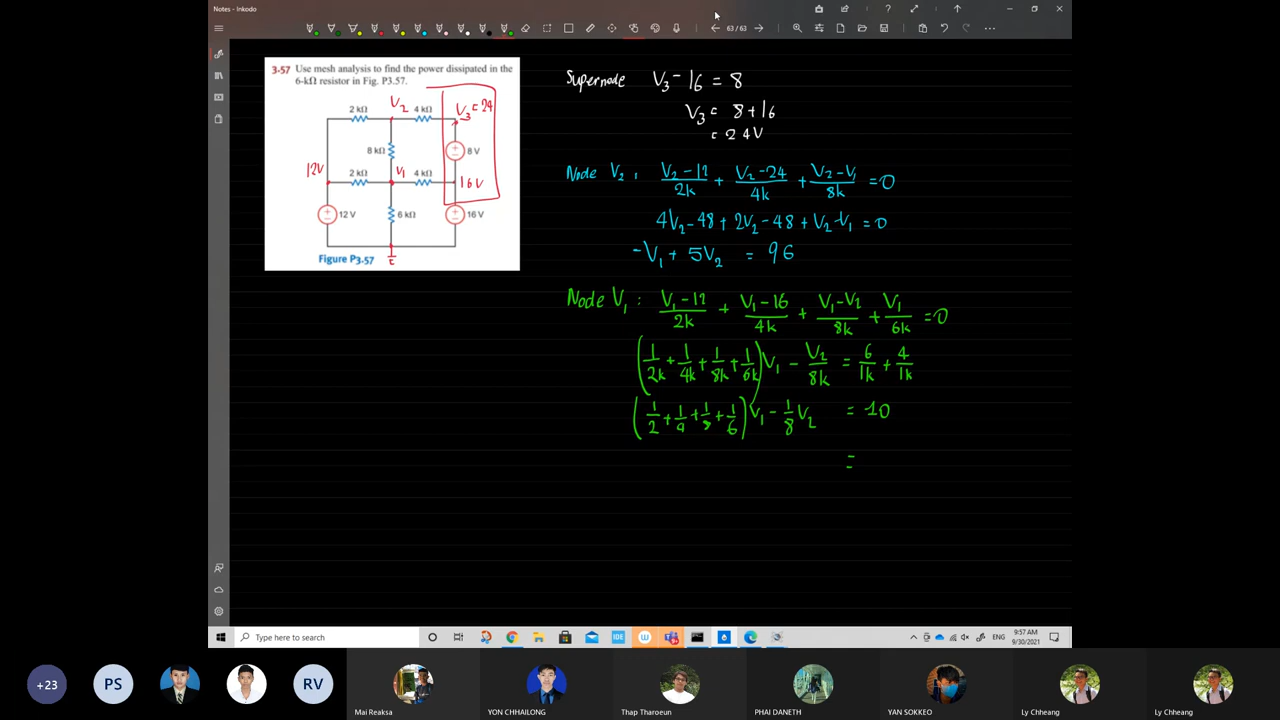 Notes - Inkodo
63 / 63
3-57 Use mesh analysis to find the power dissipated in the
6-kΩ resistor in Fig. P3.57.
2 kΩ V2 4 kΩ V3 = 24
8 kΩ 8 V
12V 2 kΩ V1 4 kΩ 16V
12 V 6 kΩ 16 V
Figure P3.57
Supernode V3 - 16 = 8
V3 = 8 + 16
= 24V
Node V2 : (V2 - 12)/2k + (V2 - 24)/4k + (V2 - V1)/8k = 0
4V2 - 48 + 2V2 - 48 + V2 - V1 = 0
-V1 + 5V2 = 96
Node V1 : (V1 - 12)/2k + (V1 - 16)/4k + (V1 - V2)/8k + V1/6k = 0
(1/2k + 1/4k + 1/8k + 1/6k) V1 - V2/8k = 6/1k + 4/1k
(1/2 + 1/4 + 1/8 + 1/6) V1 - 1/8 V2 = 10
=
Type here to search
IDE
W
ENG
9:57 AM
9/30/2021
+23
PS
RV
Mai Reaksa
YON CHHAILONG
Thap Tharoeun
PHAI DANETH
YAN SOKKEO
Ly Chheang
Ly Chheang